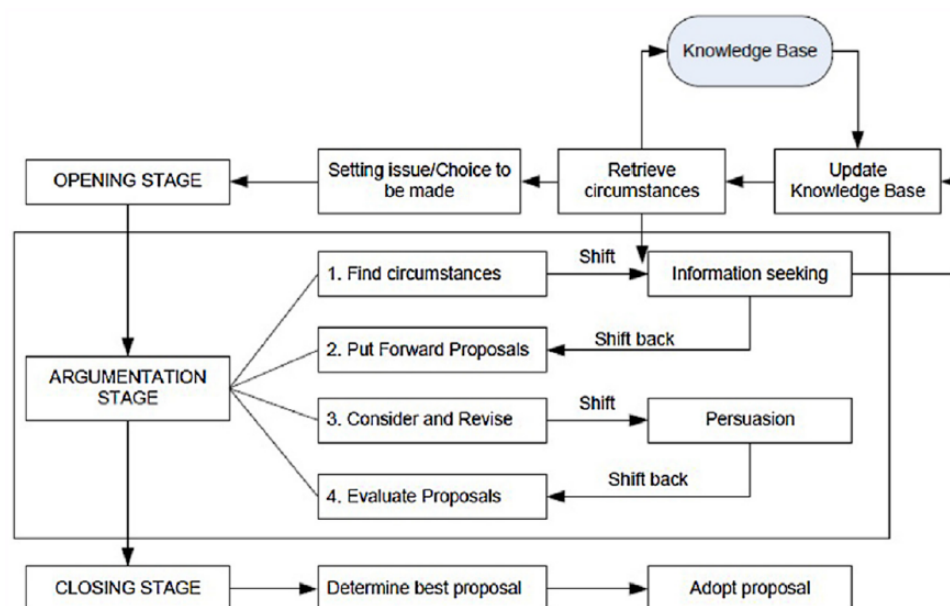 Knowledge Base
OPENING STAGE
Setting issue/Choice to
be made
Retrieve
circumstances
Update
Knowledge Base
1. Find circumstances
Shift
Information seeking
2. Put Forward Proposals
Shift back
ARGUMENTATION
STAGE
3. Consider and Revise
Shift
Persuasion
4. Evaluate Proposals
Shift back
CLOSING STAGE
Determine best proposal
Adopt proposal